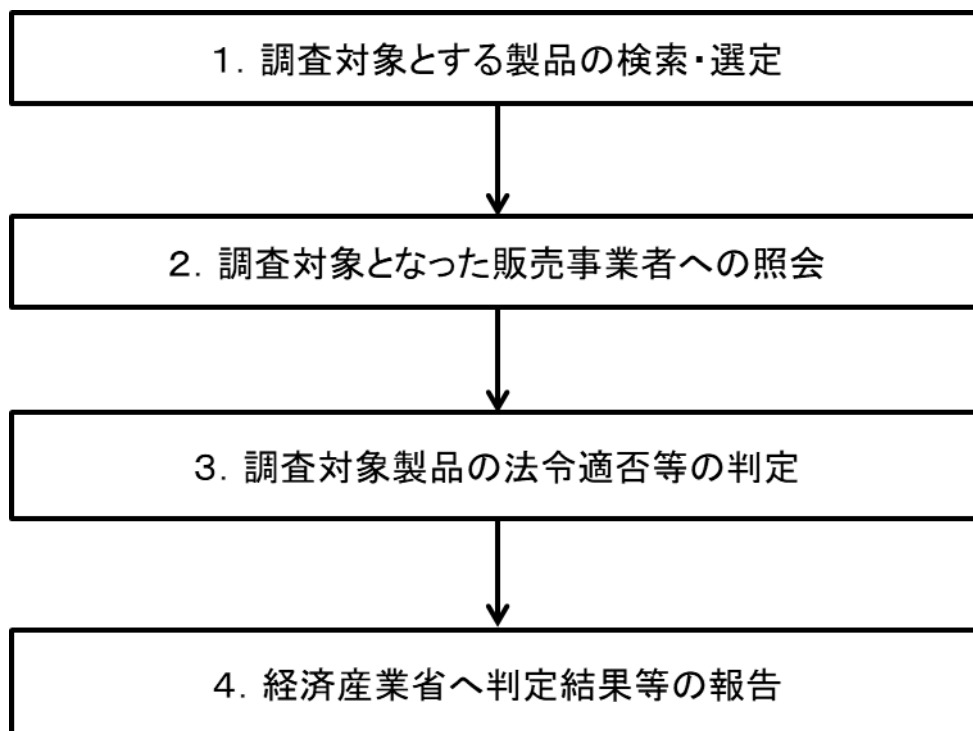 １．調査対象とする製品の検索・選定
２．調査対象となった販売事業者への照会
３．調査対象製品の法令適否等の判定
４．経済産業省へ判定結果等の報告